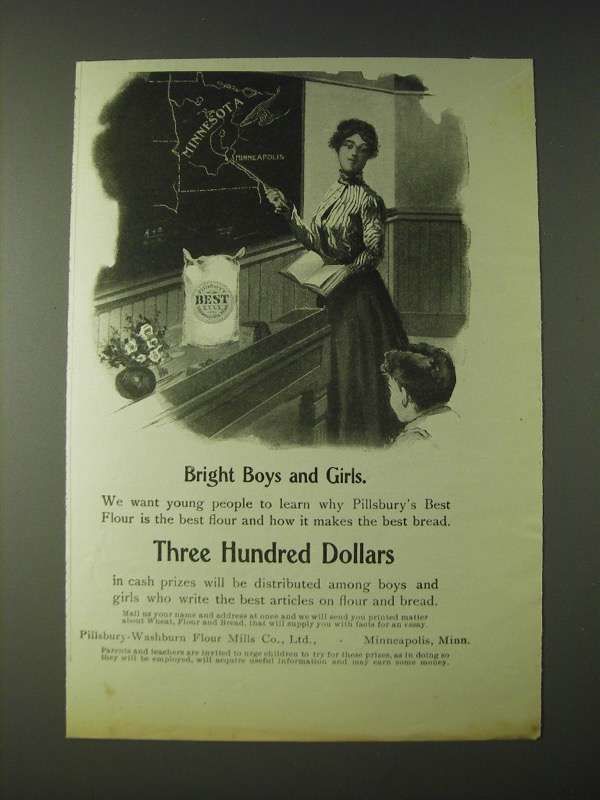 MINNESOTA
MINNEAPOLIS
BEST
Bright Boys and Girls.
We want young people to learn why Pillsbury's Best
Flour is the best flour and how it makes the best bread.
Three Hundred Dollars
in cash prizes will be distributed among boys and
girls who write the best articles on flour and bread.
Mail us your name and address at once and we will send you printed matter
about Wheat, Flour and Bread, that will supply you with facts for an essay.
Pillsbury-Washburn Flour Mills Co., Ltd., - Minneapolis, Minn.
Parents and teachers are invited to urge children to try for these prizes, as in doing so
they will be employed, will acquire useful information and may earn some money.